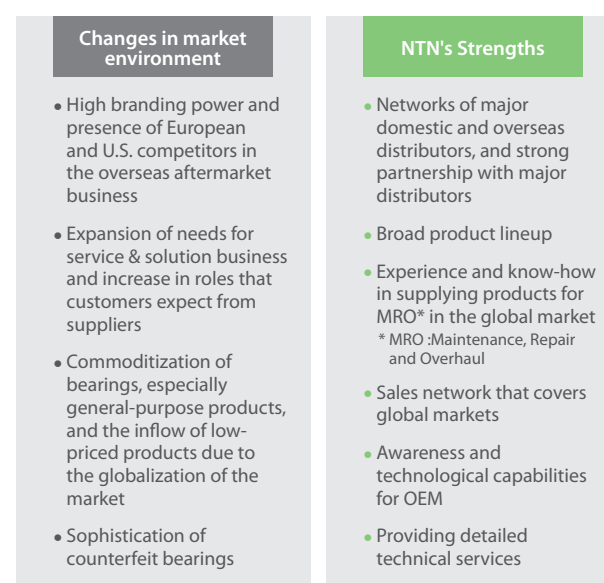 Changes in market
environment
• High branding power and
presence of European
and U.S. competitors in
the overseas aftermarket
business
• Expansion of needs for
service & solution business
and increase in roles that
customers expect from
suppliers
• Commoditization of
bearings, especially
general-purpose products,
and the inflow of low-
priced products due to
the globalization of the
market
• Sophistication of
counterfeit bearings
NTN's Strengths
• Networks of major
domestic and overseas
distributors, and strong
partnership with major
distributors
• Broad product lineup
• Experience and know-how
in supplying products for
MRO* in the global market
* MRO :Maintenance, Repair
and Overhaul
• Sales network that covers
global markets
• Awareness and
technological capabilities
for OEM
• Providing detailed
technical services